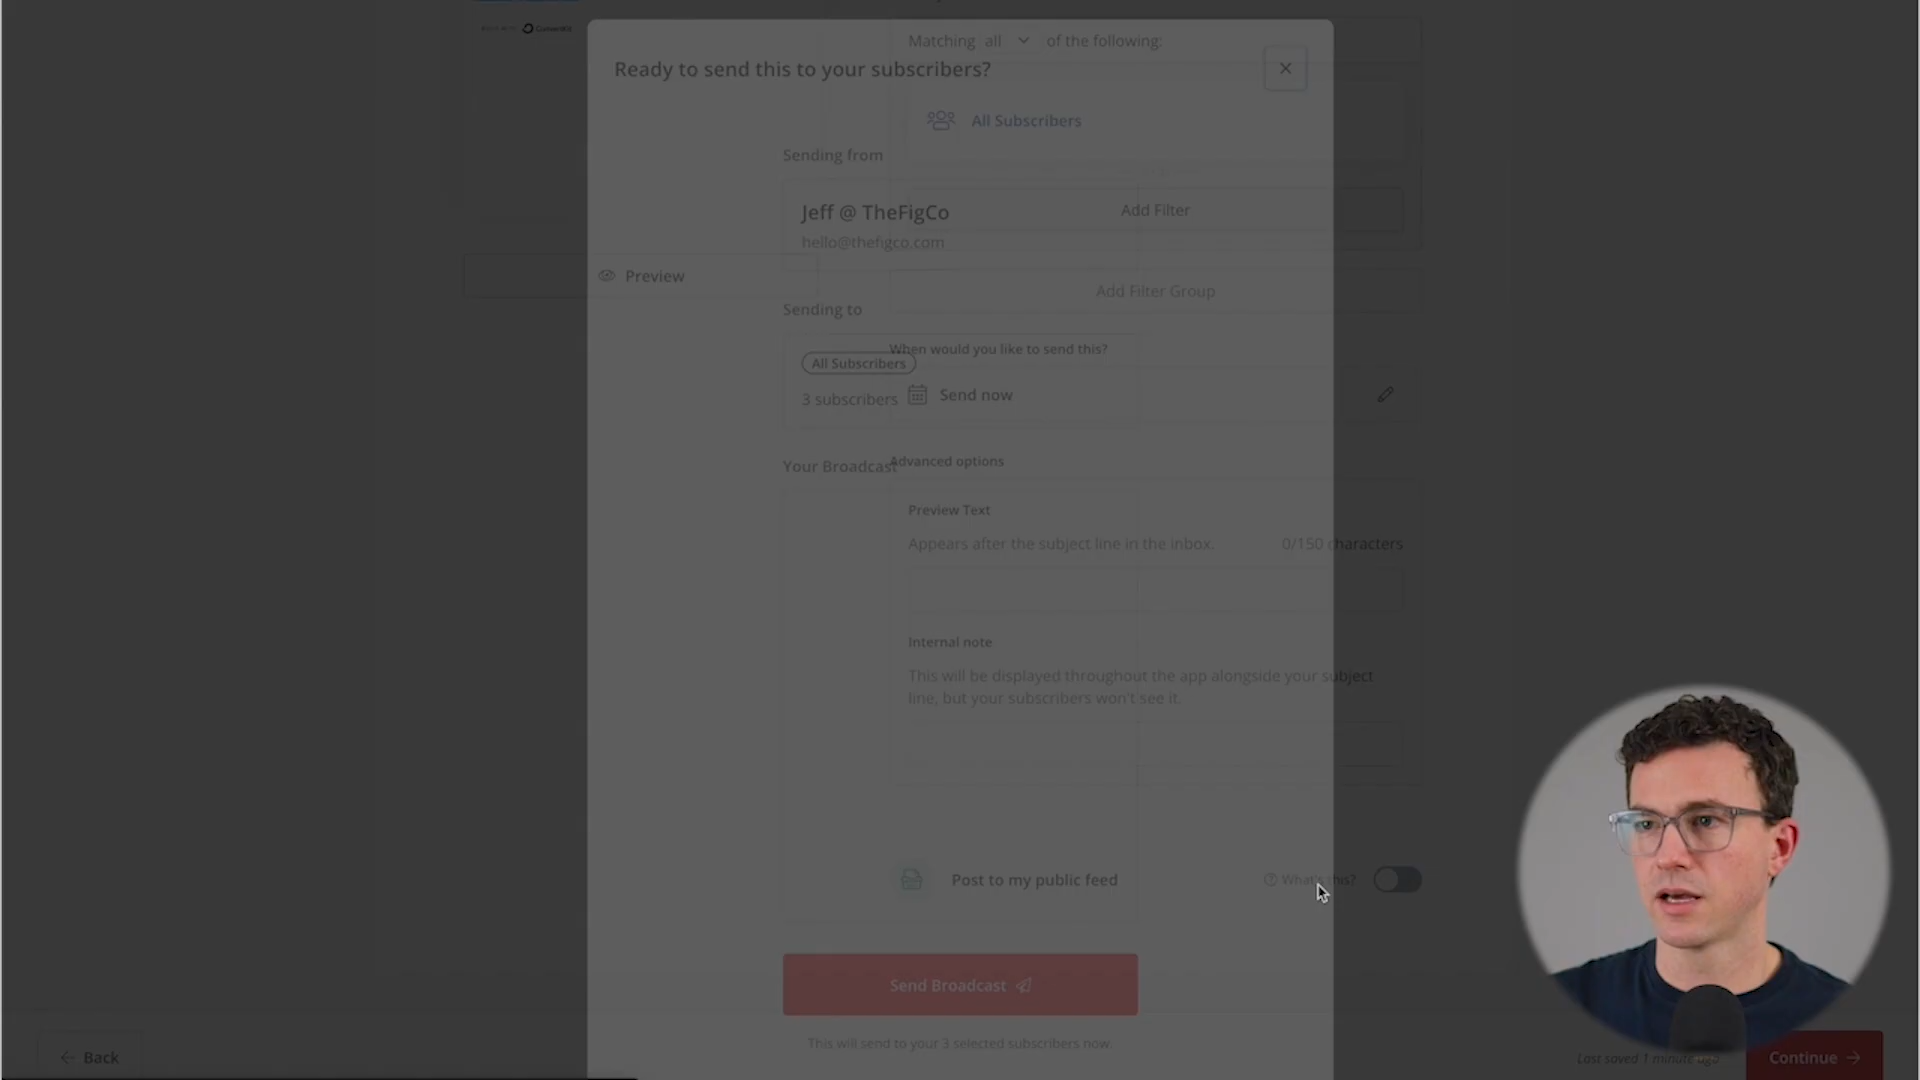 ConvertKit
Matching all of the following:
Ready to send this to your subscribers?
All Subscribers
Sending from
Jeff @ TheFigCo
hello@thefigco.com
Add Filter
Preview
Add Filter Group
Sending to
When would you like to send this?
All Subscribers
3 subscribers
Send now
Your Broadcast
Advanced options
Preview Text
Appears after the subject line in the inbox. 0/150 characters
Internal note
This will be displayed throughout the app alongside your subject
line, but your subscribers won't see it.
Post to my public feed
What's this?
Send Broadcast
This will send to your 3 selected subscribers now.
Back
Last saved 1 minute ago
Continue